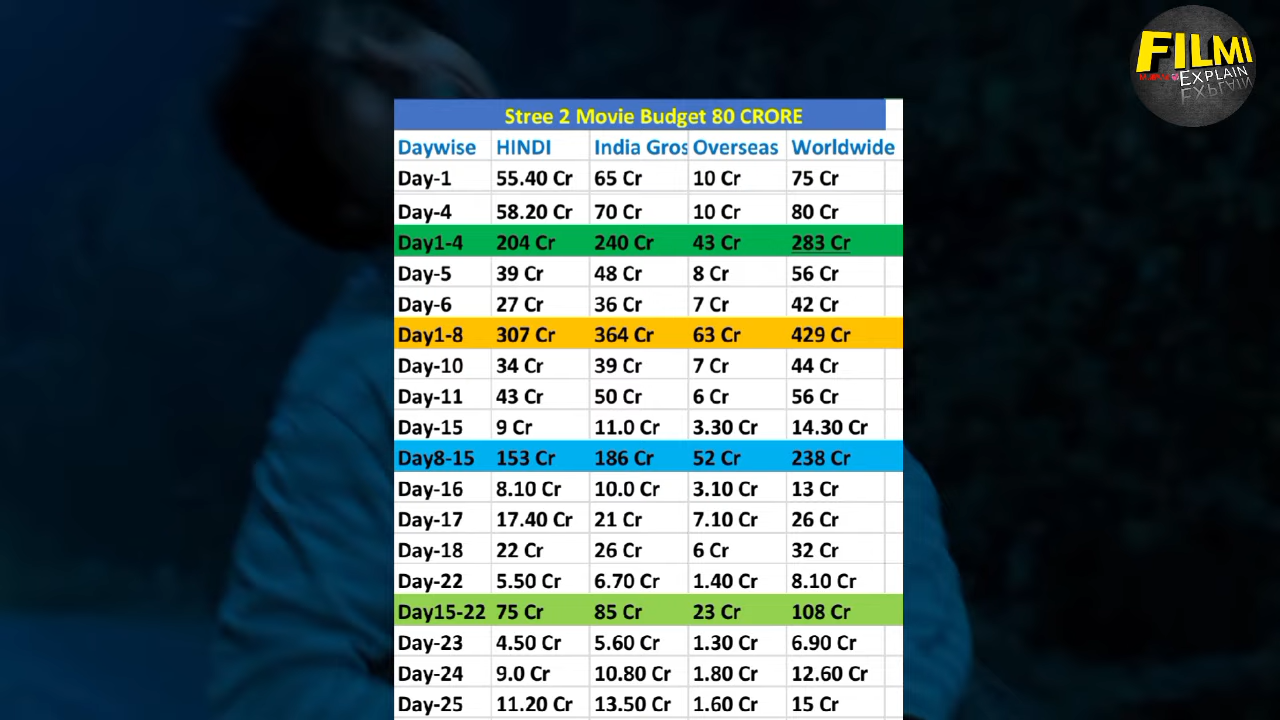 FILMI
EXPLAIN
Stree 2 Movie Budget 80 CRORE
Daywise HINDI India Gros Overseas Worldwide
Day-1 55.40 Cr 65 Cr 10 Cr 75 Cr
Day-4 58.20 Cr 70 Cr 10 Cr 80 Cr
Day1-4 204 Cr 240 Cr 43 Cr 283 Cr
Day-5 39 Cr 48 Cr 8 Cr 56 Cr
Day-6 27 Cr 36 Cr 7 Cr 42 Cr
Day1-8 307 Cr 364 Cr 63 Cr 429 Cr
Day-10 34 Cr 39 Cr 7 Cr 44 Cr
Day-11 43 Cr 50 Cr 6 Cr 56 Cr
Day-15 9 Cr 11.0 Cr 3.30 Cr 14.30 Cr
Day8-15 153 Cr 186 Cr 52 Cr 238 Cr
Day-16 8.10 Cr 10.0 Cr 3.10 Cr 13 Cr
Day-17 17.40 Cr 21 Cr 7.10 Cr 26 Cr
Day-18 22 Cr 26 Cr 6 Cr 32 Cr
Day-22 5.50 Cr 6.70 Cr 1.40 Cr 8.10 Cr
Day15-22 75 Cr 85 Cr 23 Cr 108 Cr
Day-23 4.50 Cr 5.60 Cr 1.30 Cr 6.90 Cr
Day-24 9.0 Cr 10.80 Cr 1.80 Cr 12.60 Cr
Day-25 11.20 Cr 13.50 Cr 1.60 Cr 15 Cr